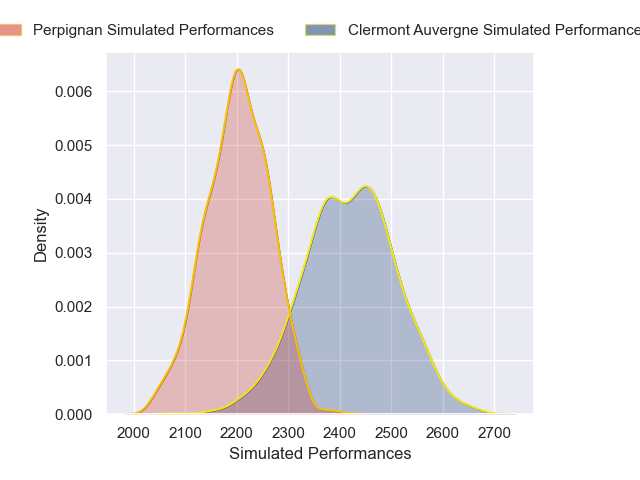 Perpignan Simulated Performances
Clermont Auvergne Simulated Performance
0.006
0.005
0.004
0.003
0.002
0.001
0.000
Density
2000 2100 2200 2300 2400 2500 2600 2700
Simulated Performances